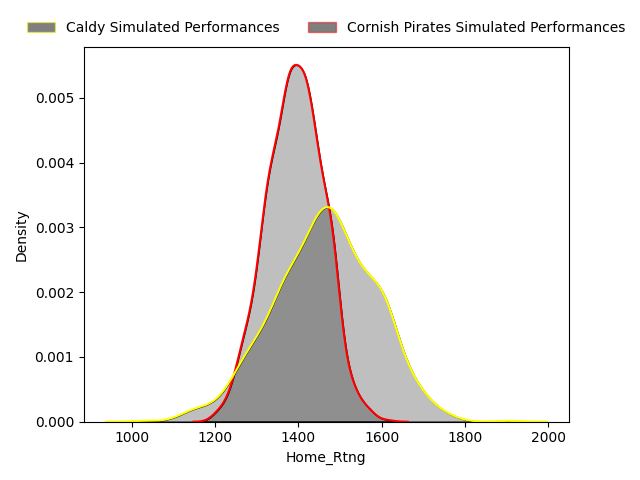 Caldy Simulated Performances
Cornish Pirates Simulated Performances
0.005
0.004
0.003
0.002
0.001
0.000
Density
1000 1200 1400 1600 1800 2000
Home_Rtng